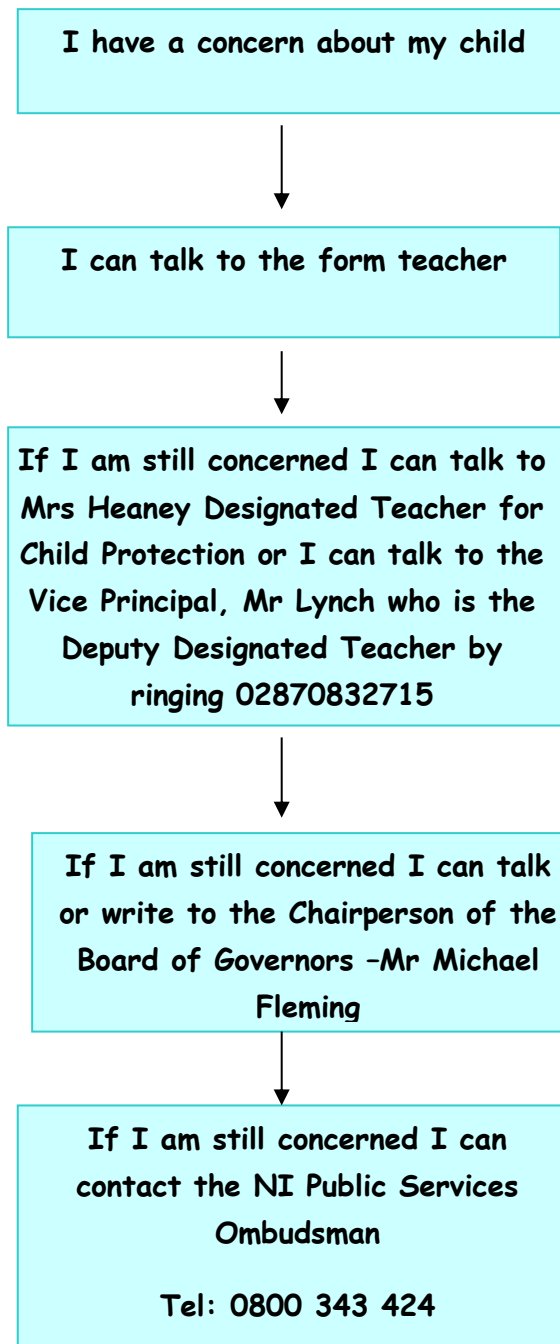 I have a concern about my child
I can talk to the form teacher
If I am still concerned I can talk to
Mrs Heaney Designated Teacher for
Child Protection or I can talk to the
Vice Principal, Mr Lynch who is the
Deputy Designated Teacher by
ringing 02870832715
If I am still concerned I can talk
or write to the Chairperson of the
Board of Governors –Mr Michael
Fleming
If I am still concerned I can
contact the NI Public Services
Ombudsman
Tel: 0800 343 424